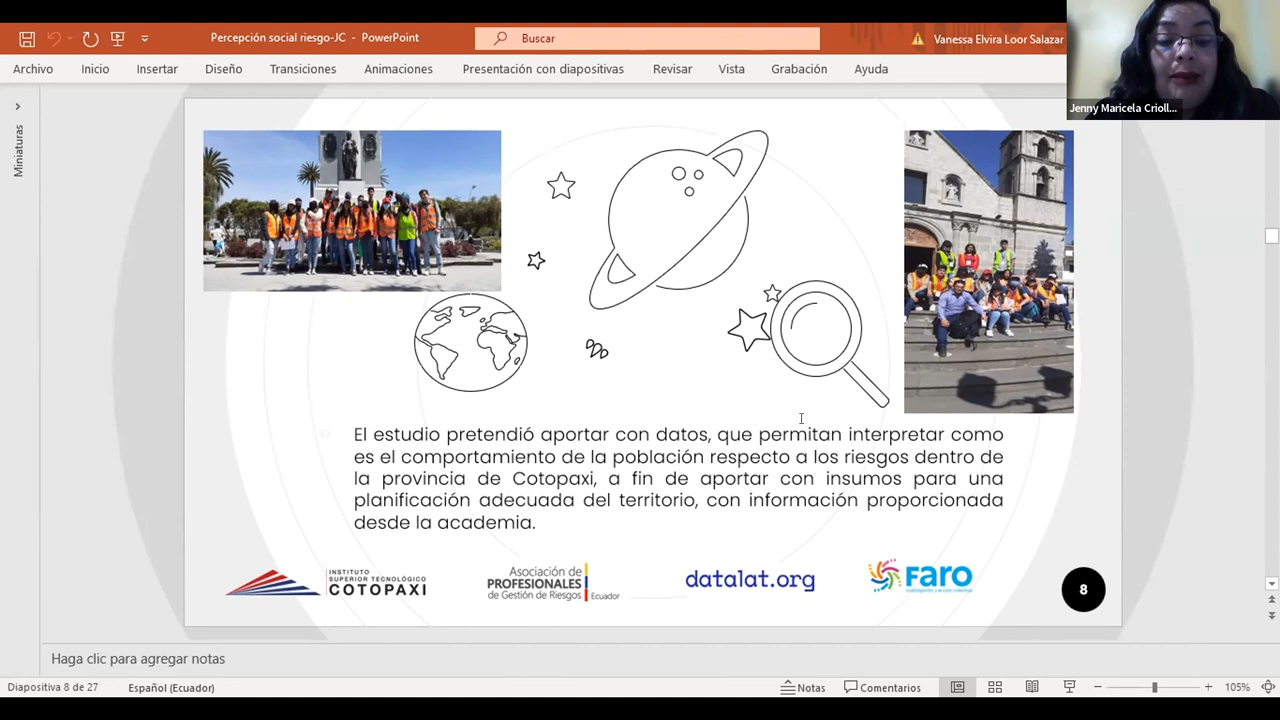 Percepción social riesgo-JC - PowerPoint
Buscar
Vanessa Elvira Loor Salazar
Archivo
Inicio
Insertar
Diseño
Transiciones
Animaciones
Presentación con diapositivas
Revisar
Vista
Grabación
Ayuda
Jenny Maricela Crioll...
Miniaturas
El estudio pretendió aportar con datos, que permitan interpretar como
es el comportamiento de la población respecto a los riesgos dentro de
la provincia de Cotopaxi, a fin de aportar con insumos para una
planificación adecuada del territorio, con información proporcionada
desde la academia.
INSTITUTO
SUPERIOR TECNOLÓGICO
COTOPAXI
Asociación de
PROFESIONALES
de Gestión de Riesgos
Ecuador
datalat.org
FARO
investigación y acción colectiva
8
Haga clic para agregar notas
Diapositiva 8 de 27
Español (Ecuador)
Notas
Comentarios
105%